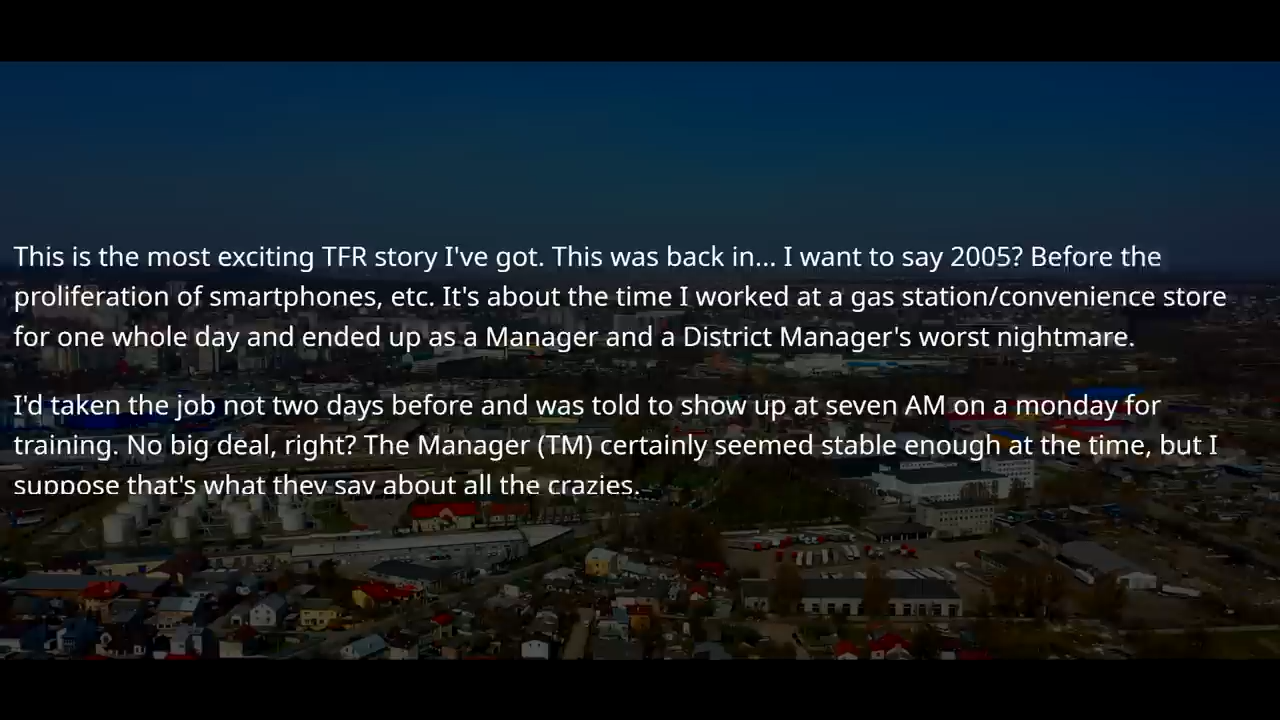 This is the most exciting TFR story I've got. This was back in... I want to say 2005? Before the
proliferation of smartphones, etc. It's about the time I worked at a gas station/convenience store
for one whole day and ended up as a Manager and a District Manager's worst nightmare.
I'd taken the job not two days before and was told to show up at seven AM on a monday for
training. No big deal, right? The Manager (TM) certainly seemed stable enough at the time, but I
suppose that's what they say about all the crazies.